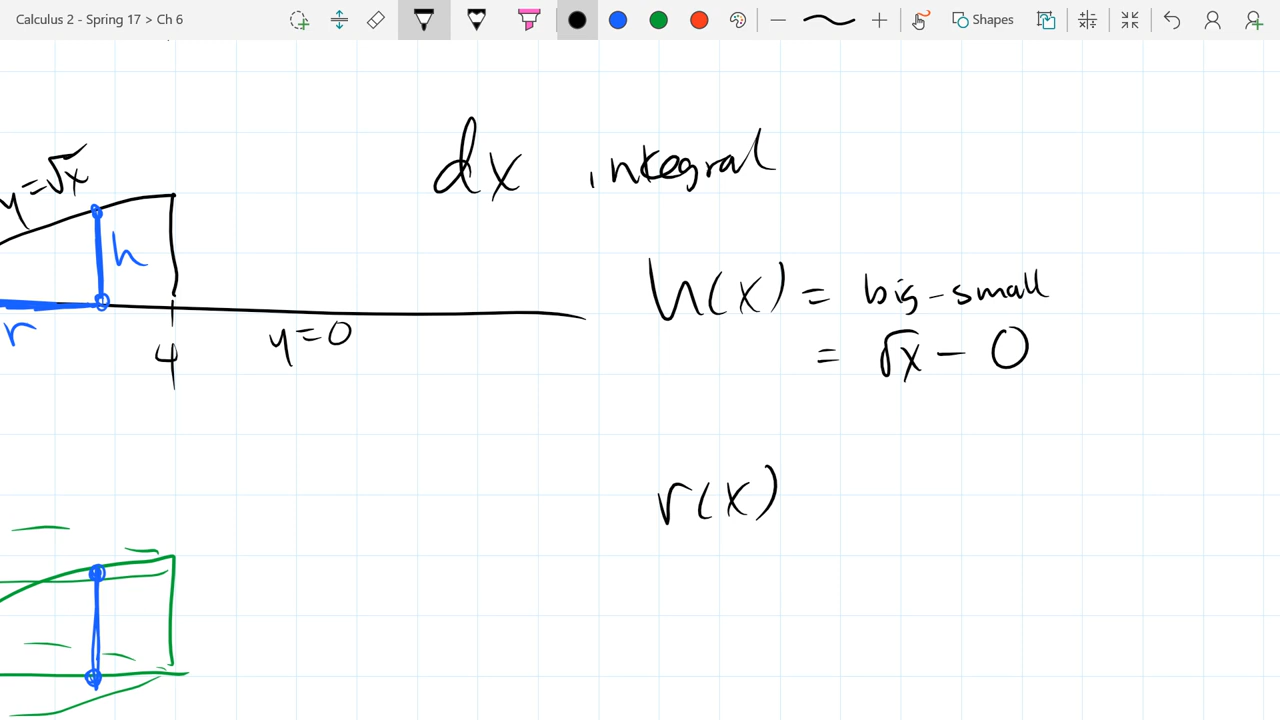 Calculus 2 - Spring 17 > Ch 6
Shapes
dx integral
y=√x
h
h(x) = big-small
= √x - 0
r
y=0
4
r(x)